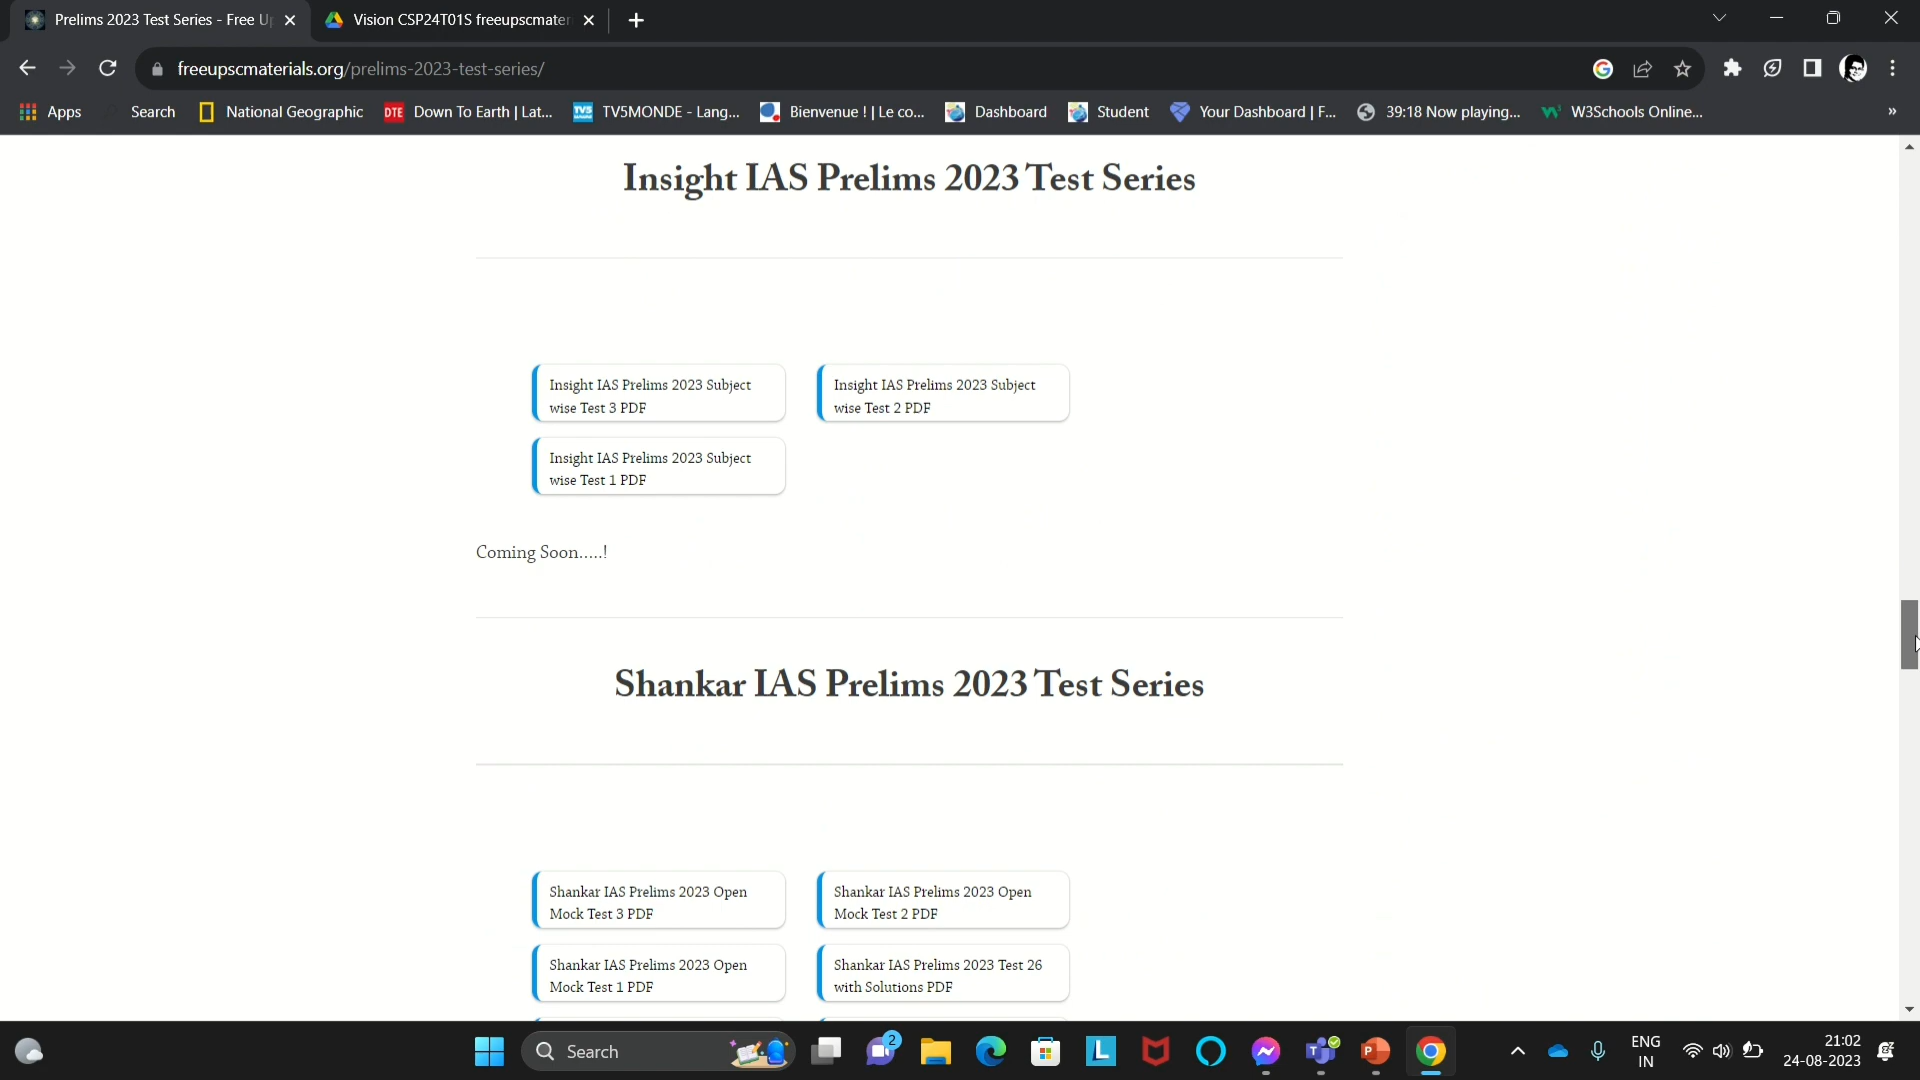 Prelims 2023 Test Series - Free U
Vision CSP24T01S freeupscmater
freeupscmaterials.org/prelims-2023-test-series/
Apps
Search
National Geographic
DTE
Down To Earth | Lat...
TV5MONDE - Lang...
Bienvenue ! | Le co...
Dashboard
Student
Your Dashboard | F...
39:18 Now playing...
W3Schools Online...
»
Insight IAS Prelims 2023 Test Series
Insight IAS Prelims 2023 Subject
wise Test 3 PDF
Insight IAS Prelims 2023 Subject
wise Test 2 PDF
Insight IAS Prelims 2023 Subject
wise Test 1 PDF
Coming Soon.....!
Shankar IAS Prelims 2023 Test Series
Shankar IAS Prelims 2023 Open
Mock Test 3 PDF
Shankar IAS Prelims 2023 Open
Mock Test 2 PDF
Shankar IAS Prelims 2023 Open
Mock Test 1 PDF
Shankar IAS Prelims 2023 Test 26
with Solutions PDF
Search
2
ENG
IN
21:02
24-08-2023